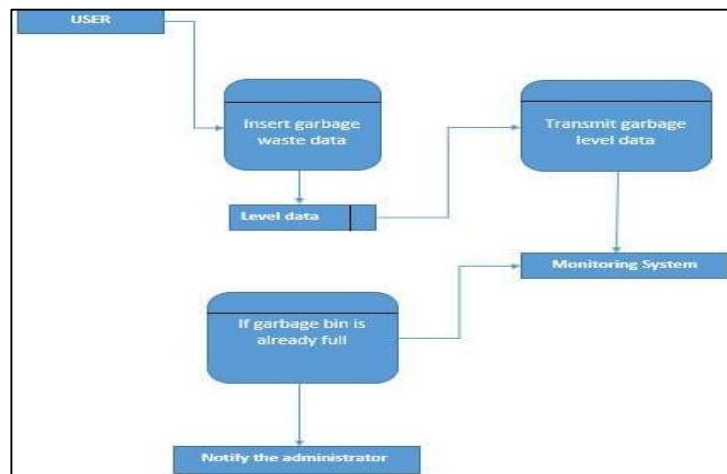 USER
Insert garbage
waste data
Transmit garbage
level data
Level data
Monitoring System
If garbage bin is
already full
Notify the administrator